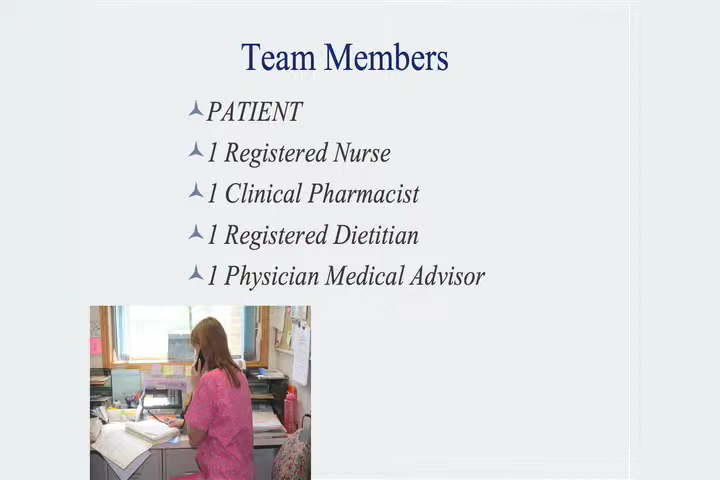 Team Members
PATIENT
1 Registered Nurse
1 Clinical Pharmacist
1 Registered Dietitian
1 Physician Medical Advisor